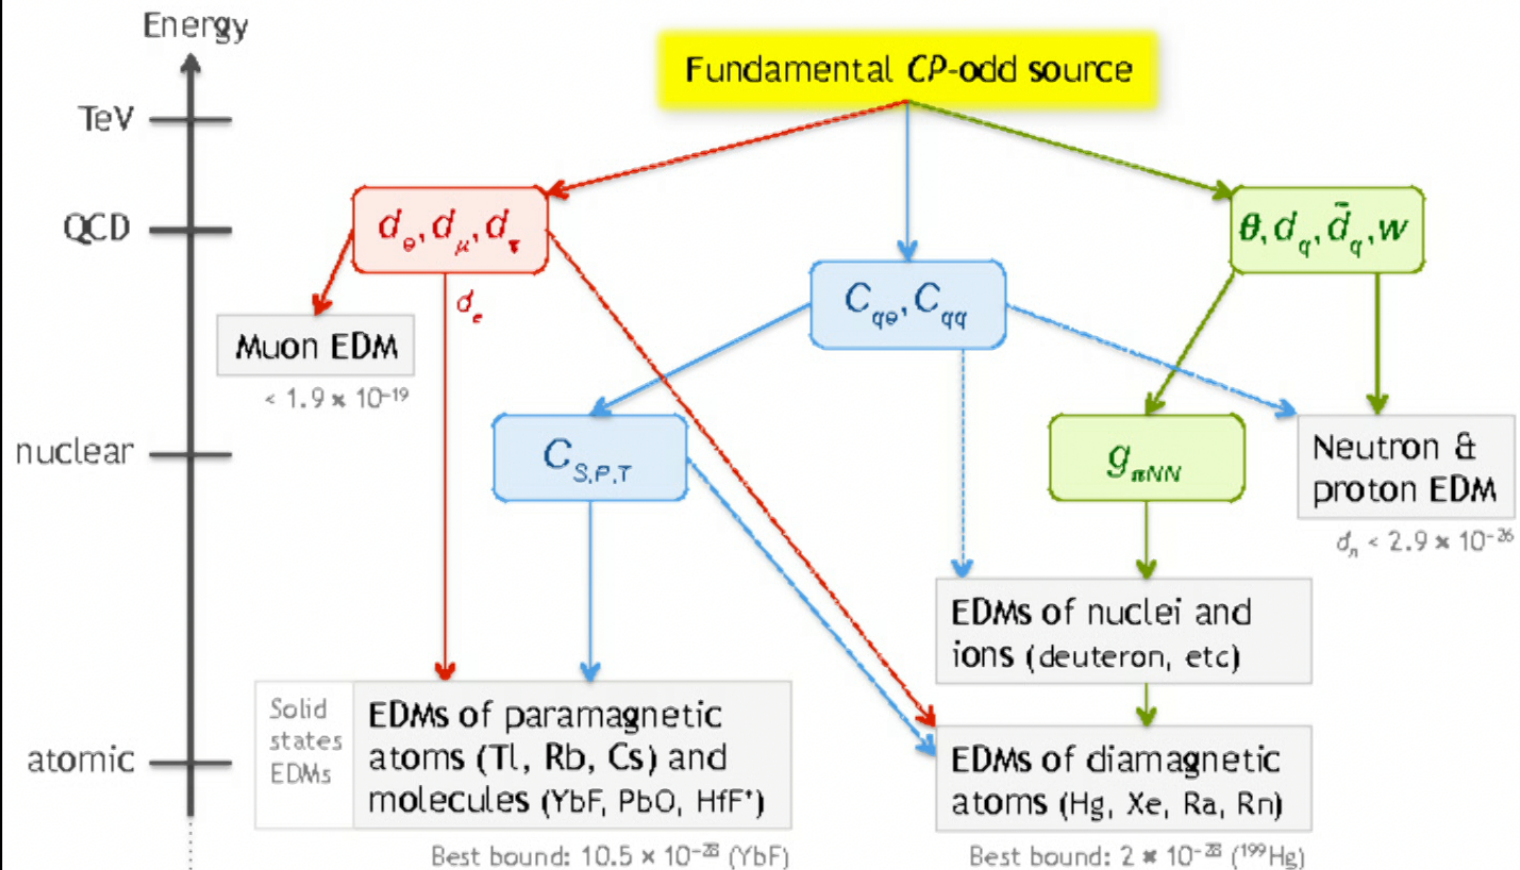 Energy
Fundamental CP-odd source
TeV
QCD
dₑ, d_μ, d_τ
θ, d_q, d̃_q, w
dₑ
C_qe, C_qq
Muon EDM
< 1.9 × 10⁻¹⁹
nuclear
C_S,P,T
g_πNN
Neutron &
proton EDM
dₙ < 2.9 × 10⁻²⁶
EDMs of nuclei and
ions (deuteron, etc)
Solid
states
EDMs
EDMs of paramagnetic
atoms (Tl, Rb, Cs) and
molecules (YbF, PbO, HfF⁺)
atomic
EDMs of diamagnetic
atoms (Hg, Xe, Ra, Rn)
Best bound: 10.5 × 10⁻²⁸ (YbF)
Best bound: 2 × 10⁻²⁸ (¹⁹⁹Hg)